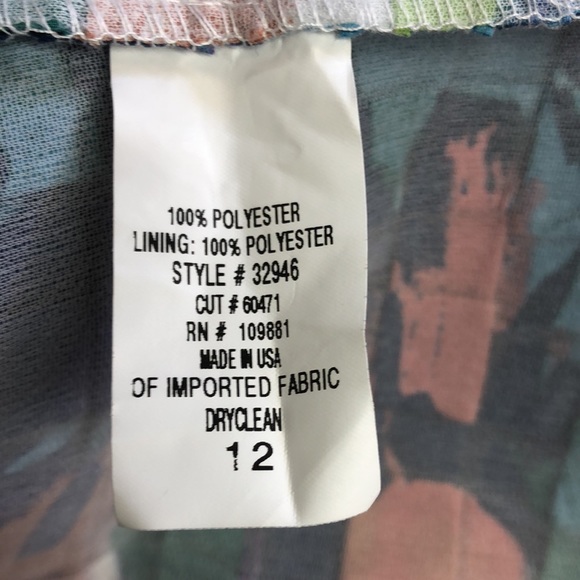 100% POLYESTER
LINING: 100% POLYESTER
STYLE # 32946
CUT # 60471
RN # 109881
MADE IN USA
OF IMPORTED FABRIC
DRYCLEAN
12